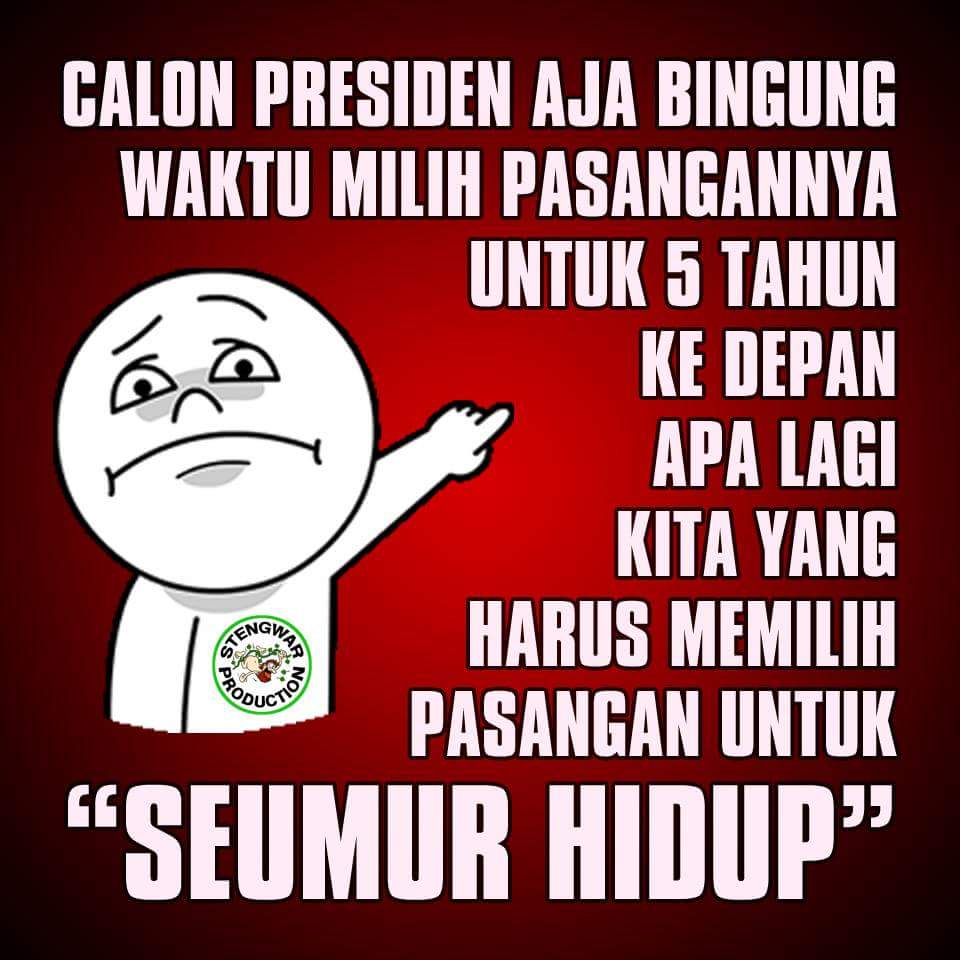 CALON PRESIDEN AJA BINGUNG
WAKTU MILIH PASANGANNYA
UNTUK 5 TAHUN
KE DEPAN
APA LAGI
KITA YANG
HARUS MEMILIH
PASANGAN UNTUK
“SEUMUR HIDUP”
STENGWAR
PRODUCTION